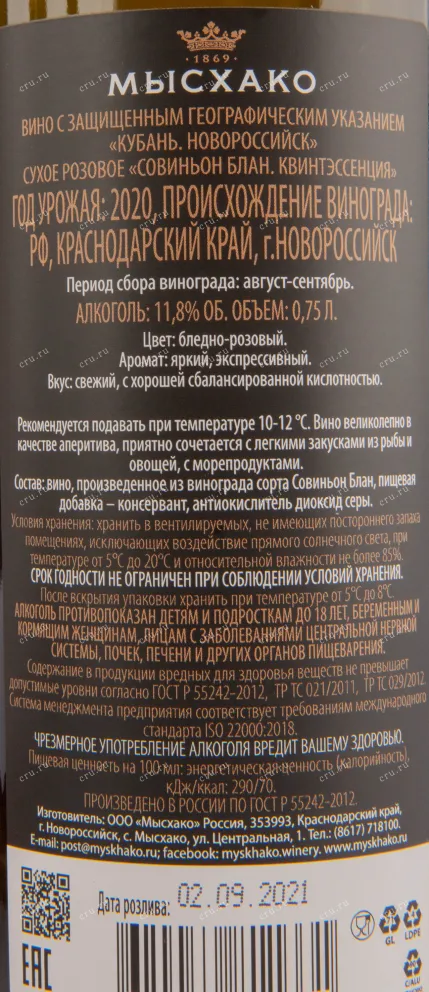 · 1869 ·
МЫСХАКО
ВИНО С ЗАЩИЩЕННЫМ ГЕОГРАФИЧЕСКИМ УКАЗАНИЕМ
«КУБАНЬ. НОВОРОССИЙСК»
СУХОЕ РОЗОВОЕ «СОВИНЬОН БЛАН. КВИНТЭССЕНЦИЯ»
ГОД УРОЖАЯ: 2020. ПРОИСХОЖДЕНИЕ ВИНОГРАДА:
РФ, КРАСНОДАРСКИЙ КРАЙ, г.НОВОРОССИЙСК
Период сбора винограда: август-сентябрь.
АЛКОГОЛЬ: 11,8% ОБ. ОБЪЕМ: 0,75 Л.
Цвет: бледно-розовый.
Аромат: яркий, экспрессивный.
Вкус: свежий, с хорошей сбалансированной кислотностью.
Рекомендуется подавать при температуре 10-12 °С. Вино великолепно в
качестве аперитива, приятно сочетается с легкими закусками из рыбы и
овощей, с морепродуктами.
Состав: вино, произведенное из винограда сорта Совиньон Блан, пищевая
добавка – консервант, антиокислитель диоксид серы.
Условия хранения: хранить в вентилируемых, не имеющих постороннего запаха
помещениях, исключающих воздействие прямого солнечного света, при
температуре от 5°С до 20°С и относительной влажности не более 85%.
СРОК ГОДНОСТИ НЕ ОГРАНИЧЕН ПРИ СОБЛЮДЕНИИ УСЛОВИЙ ХРАНЕНИЯ.
После вскрытия упаковки хранить при температуре от 5°С до 8°С.
АЛКОГОЛЬ ПРОТИВОПОКАЗАН ДЕТЯМ И ПОДРОСТКАМ ДО 18 ЛЕТ, БЕРЕМЕННЫМ И
КОРМЯЩИМ ЖЕНЩИНАМ, ЛИЦАМ С ЗАБОЛЕВАНИЯМИ ЦЕНТРАЛЬНОЙ НЕРВНОЙ
СИСТЕМЫ, ПОЧЕК, ПЕЧЕНИ И ДРУГИХ ОРГАНОВ ПИЩЕВАРЕНИЯ.
Содержание в продукции вредных для здоровья веществ не превышает
допустимые уровни согласно ГОСТ Р 55242–2012, ТР ТС 021/2011, ТР ТС 029/2012.
Система менеджмента предприятия соответствует требованиям международного
стандарта ISO 22000:2018.
ЧРЕЗМЕРНОЕ УПОТРЕБЛЕНИЕ АЛКОГОЛЯ ВРЕДИТ ВАШЕМУ ЗДОРОВЬЮ.
Пищевая ценность на 100 мл: энергетическая ценность (калорийность),
кДж/ккал: 290/70.
ПРОИЗВЕДЕНО В РОССИИ ПО ГОСТ Р 55242–2012.
Изготовитель: ООО «Мысхако» Россия, 353993, Краснодарский край,
г. Новороссийск, с. Мысхако, ул. Центральная, 1. Тел.: (8617) 718100.
E-mail: post@myskhako.ru; facebook: myskhako.winery. www.myskhako.ru
Дата розлива: 02.09.2021
EAC
21
GL
4
LDPE
C/ALU
cru.ru